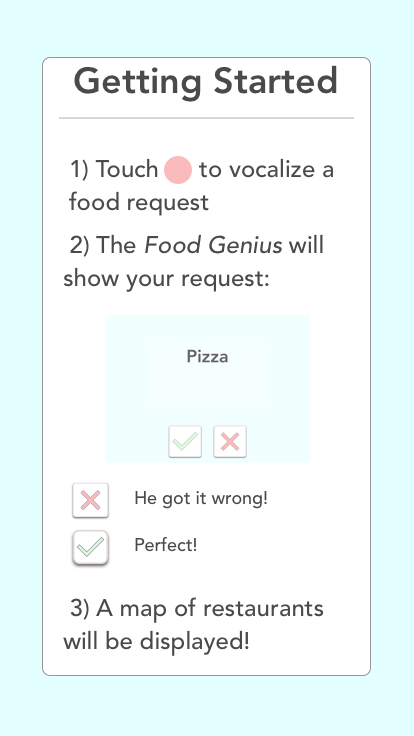 Getting Started
1) Touch to vocalize a
food request
2) The Food Genius will
show your request:
Pizza
He got it wrong!
Perfect!
3) A map of restaurants
will be displayed!